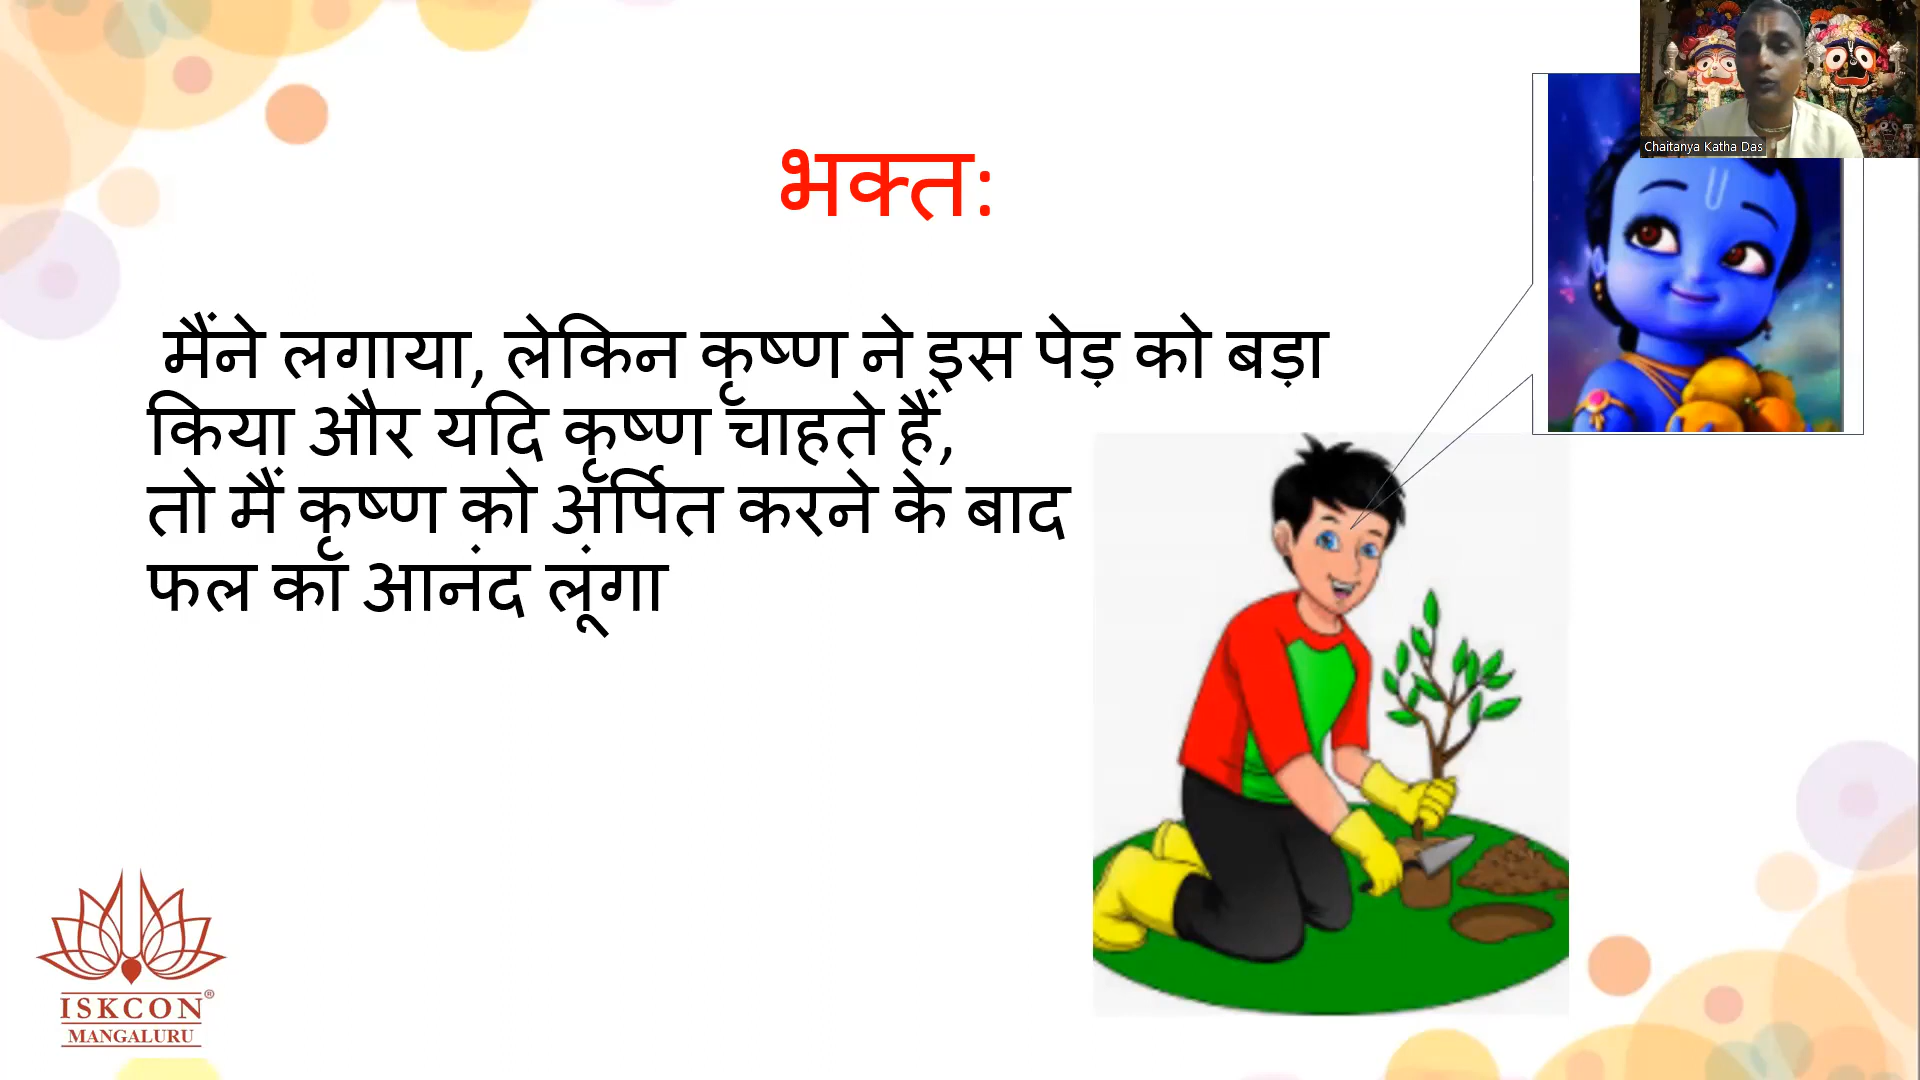 Chaitanya Katha Das
भक्त:
मैंने लगाया, लेकिन कृष्ण ने इस पेड़ को बड़ा
किया और यदि कृष्ण चाहते हैं,
तो मैं कृष्ण को अर्पित करने के बाद
फल का आनंद लूंगा
ISKCON®
MANGALURU